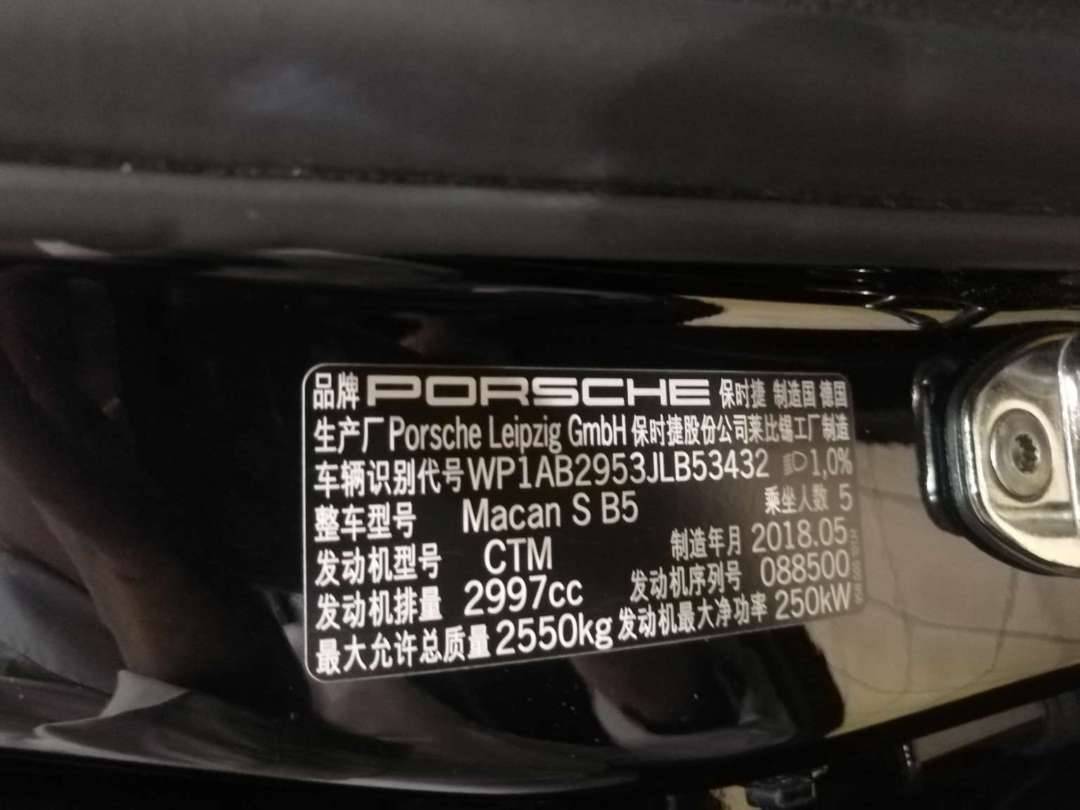 品牌 PORSCHE 保时捷 制造国 德国
生产厂 Porsche Leipzig GmbH 保时捷股份公司莱比锡工厂制造
车辆识别代号 WP1AB2953JLB53432 1,0%
整车型号 Macan S B5 乘坐人数 5
发动机型号 CTM 制造年月 2018.05
发动机排量 2997cc 发动机序列号 088500
最大允许总质量 2550kg 发动机最大净功率 250kW